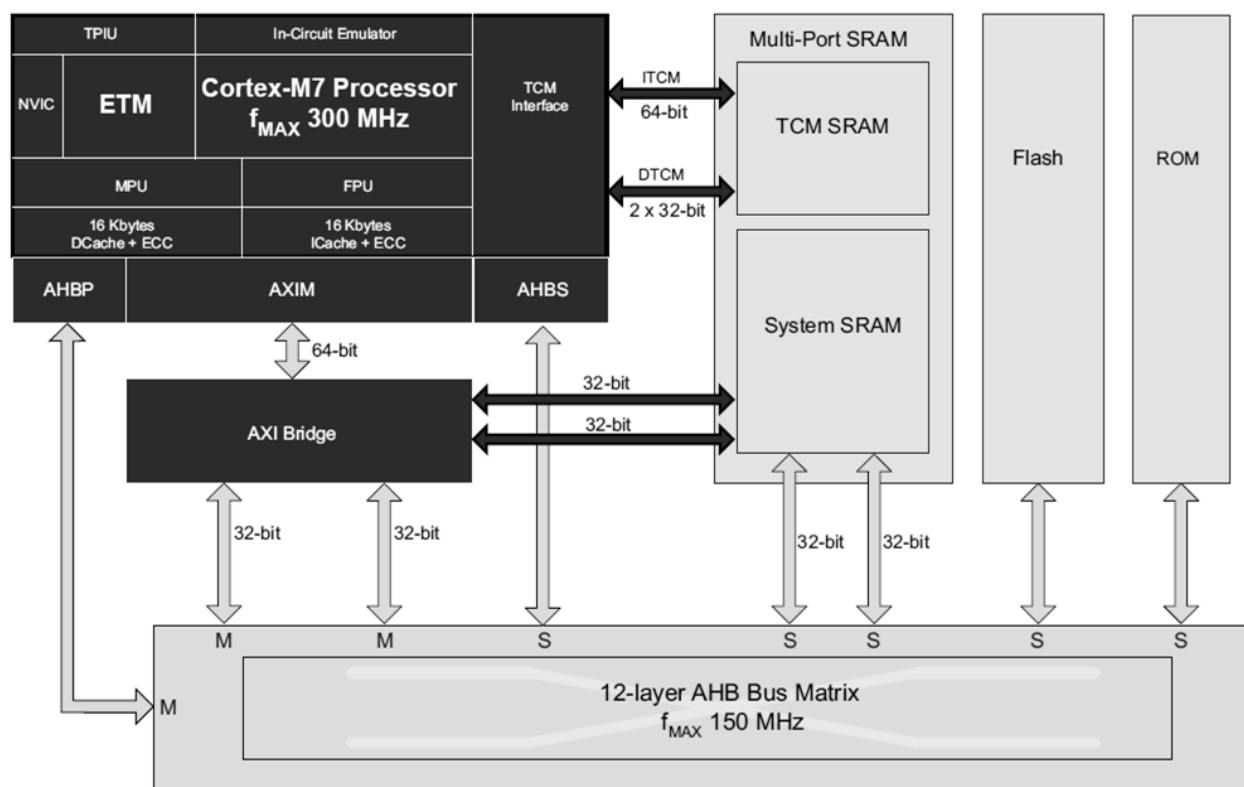 TPIU
In-Circuit Emulator
NVIC
ETM
Cortex-M7 Processor
fMAX 300 MHz
TCM
Interface
MPU
FPU
16 Kbytes
DCache + ECC
16 Kbytes
ICache + ECC
AHBP
AXIM
AHBS
ITCM
64-bit
DTCM
2 x 32-bit
Multi-Port SRAM
TCM SRAM
System SRAM
Flash
ROM
64-bit
AXI Bridge
32-bit
32-bit
32-bit
32-bit
32-bit
32-bit
M
M
S
S
S
S
S
M
12-layer AHB Bus Matrix
fMAX 150 MHz